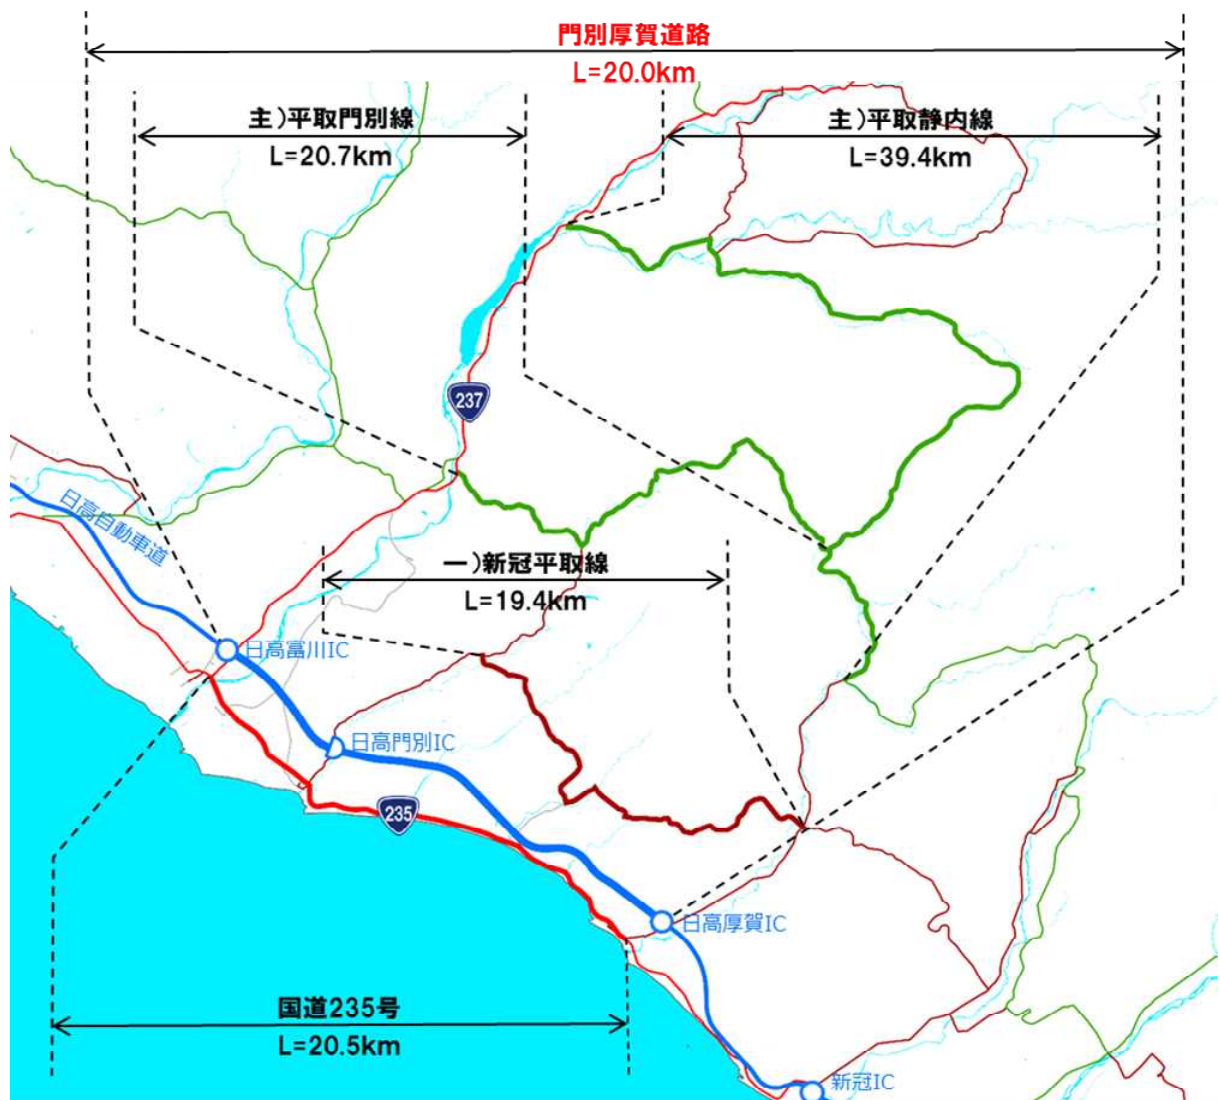 門別厚賀道路
L=20.0km
主)平取門別線
L=20.7km
主)平取静内線
L=39.4km
237
日高自動車道
一)新冠平取線
L=19.4km
日高富川IC
日高門別IC
235
日高厚賀IC
国道235号
L=20.5km
新冠IC